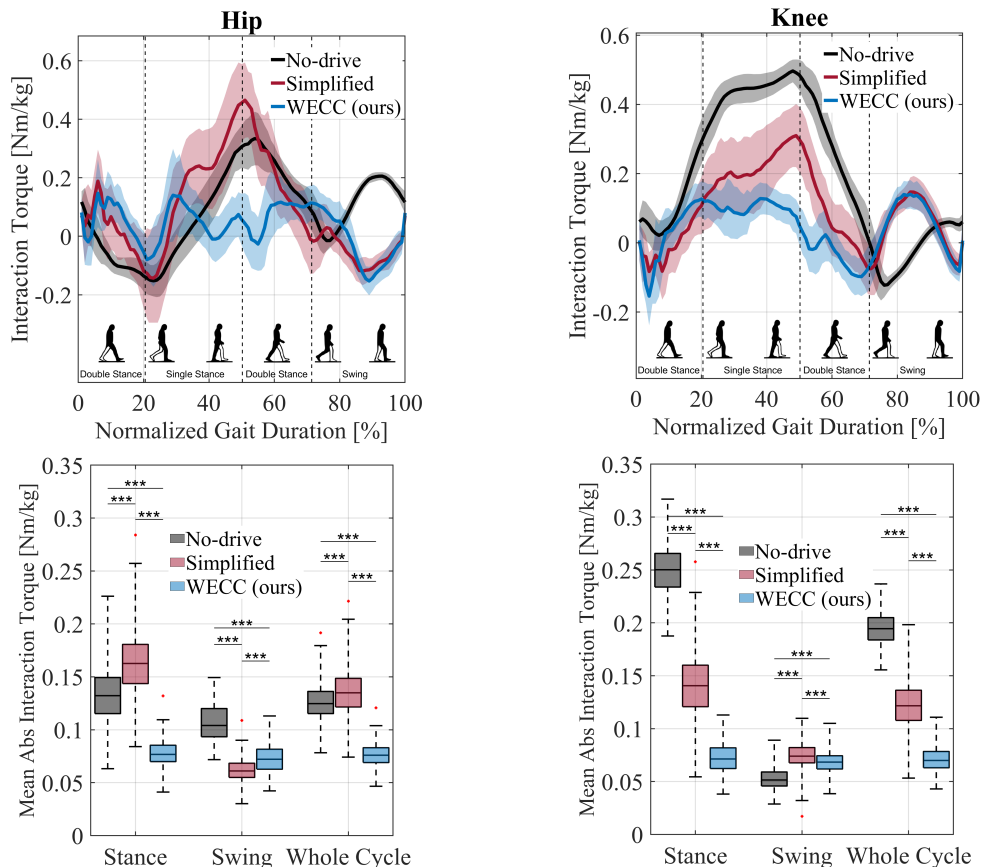 Hip
Interaction Torque [Nm/kg]
0.6
0.4
0.2
0
-0.2
No-drive
Simplified
WECC (ours)
Double Stance
Single Stance
Double Stance
Swing
0 20 40 60 80 100
Normalized Gait Duration [%]
Knee
Interaction Torque [Nm/kg]
0.6
0.4
0.2
0
-0.2
No-drive
Simplified
WECC (ours)
Double Stance
Single Stance
Double Stance
Swing
0 20 40 60 80 100
Normalized Gait Duration [%]
Mean Abs Interaction Torque [Nm/kg]
0.35
0.3
0.25
0.2
0.15
0.1
0.05
0
***
*** ***
No-drive
Simplified
WECC (ours)
***
*** ***
***
*** ***
Stance Swing Whole Cycle
Mean Abs Interaction Torque [Nm/kg]
0.35
0.3
0.25
0.2
0.15
0.1
0.05
0
***
*** ***
No-drive
Simplified
WECC (ours)
***
*** ***
***
*** ***
Stance Swing Whole Cycle